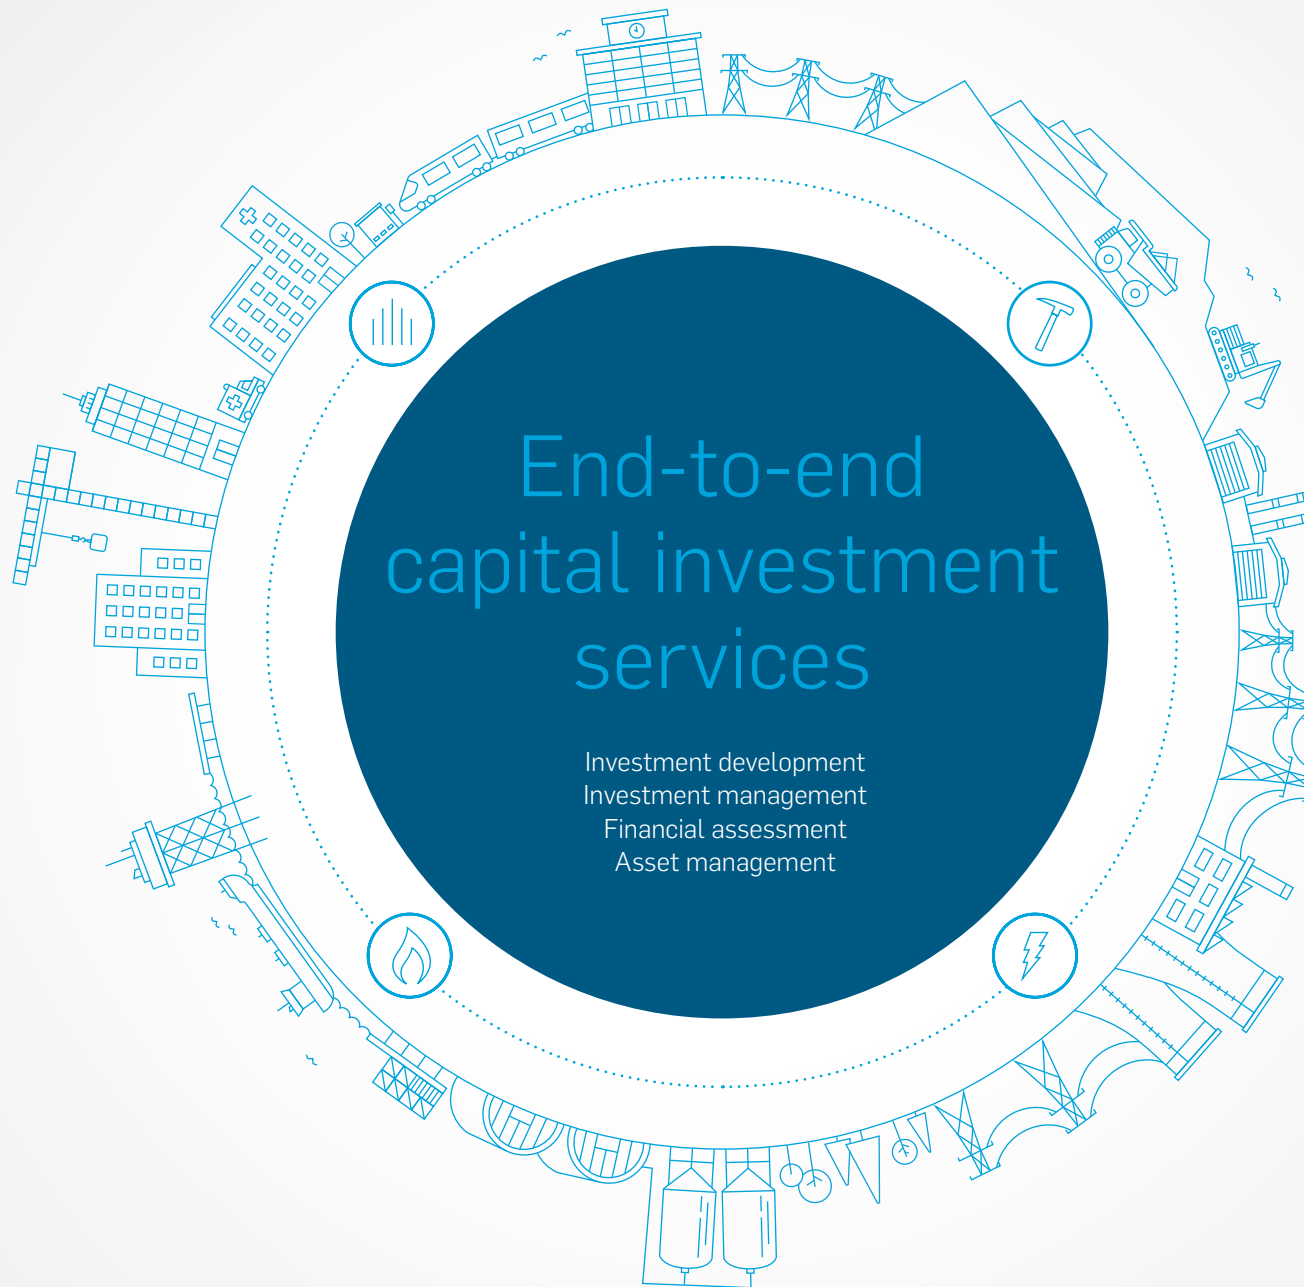 End-to-end
capital investment
services
Investment development
Investment management
Financial assessment
Asset management